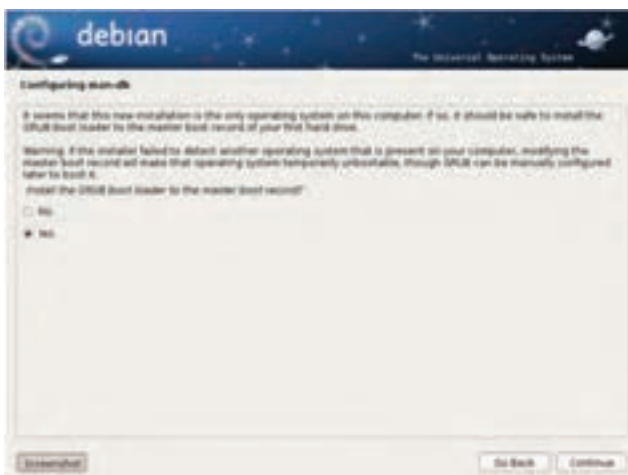 debian
The Universal Operating System
Configuring man-db
It seems that this new installation is the only operating system on this computer. If so, it should be safe to install the
GRUB boot loader to the master boot record of your first hard drive.
Warning: If the installer failed to detect another operating system that is present on your computer, modifying the
master boot record will make that operating system temporarily unbootable, though GRUB can be manually configured
later to boot it.
Install the GRUB boot loader to the master boot record?
No
Yes
Screenshot
Go Back
Continue